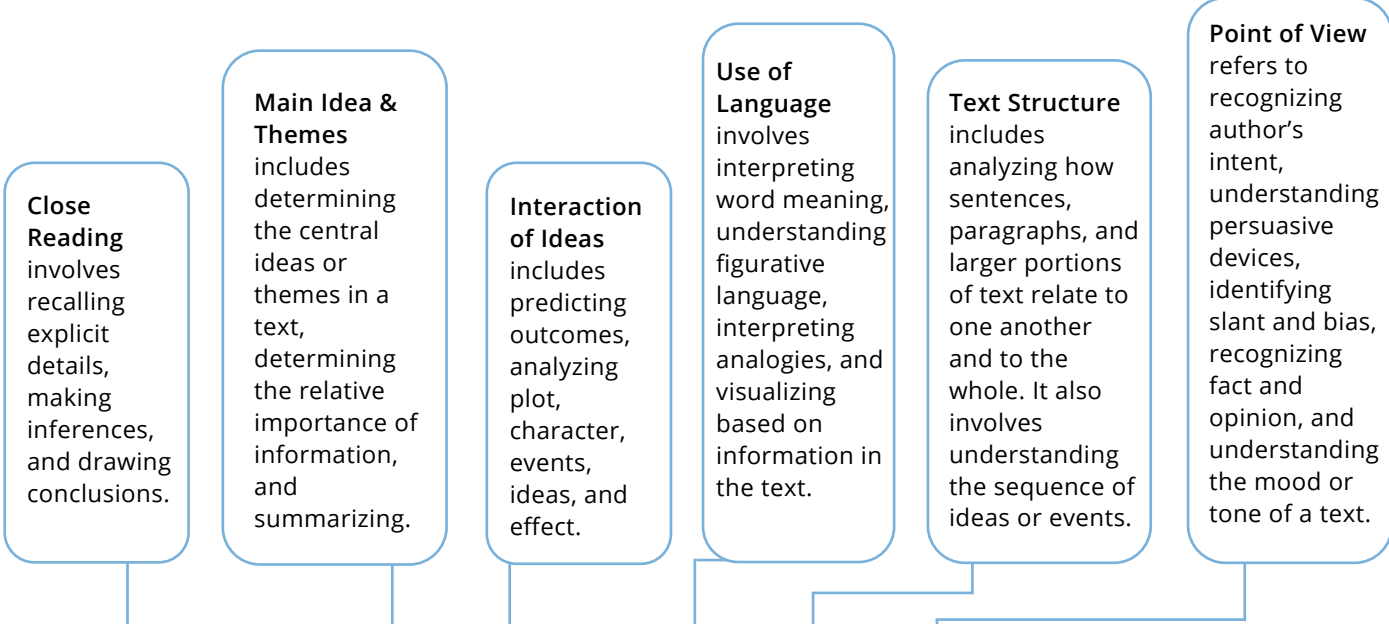 Close
Reading
involves
recalling
explicit
details,
making
inferences,
and drawing
conclusions.
Main Idea &
Themes
includes
determining
the central
ideas or
themes in a
text,
determining
the relative
importance of
information,
and
summarizing.
Interaction
of Ideas
includes
predicting
outcomes,
analyzing
plot,
character,
events,
ideas, and
effect.
Use of
Language
involves
interpreting
word meaning,
understanding
figurative
language,
interpreting
analogies, and
visualizing
based on
information in
the text.
Text Structure
includes
analyzing how
sentences,
paragraphs, and
larger portions
of text relate to
one another
and to the
whole. It also
involves
understanding
the sequence of
ideas or events.
Point of View
refers to
recognizing
author’s
intent,
understanding
persuasive
devices,
identifying
slant and bias,
recognizing
fact and
opinion, and
understanding
the mood or
tone of a text.